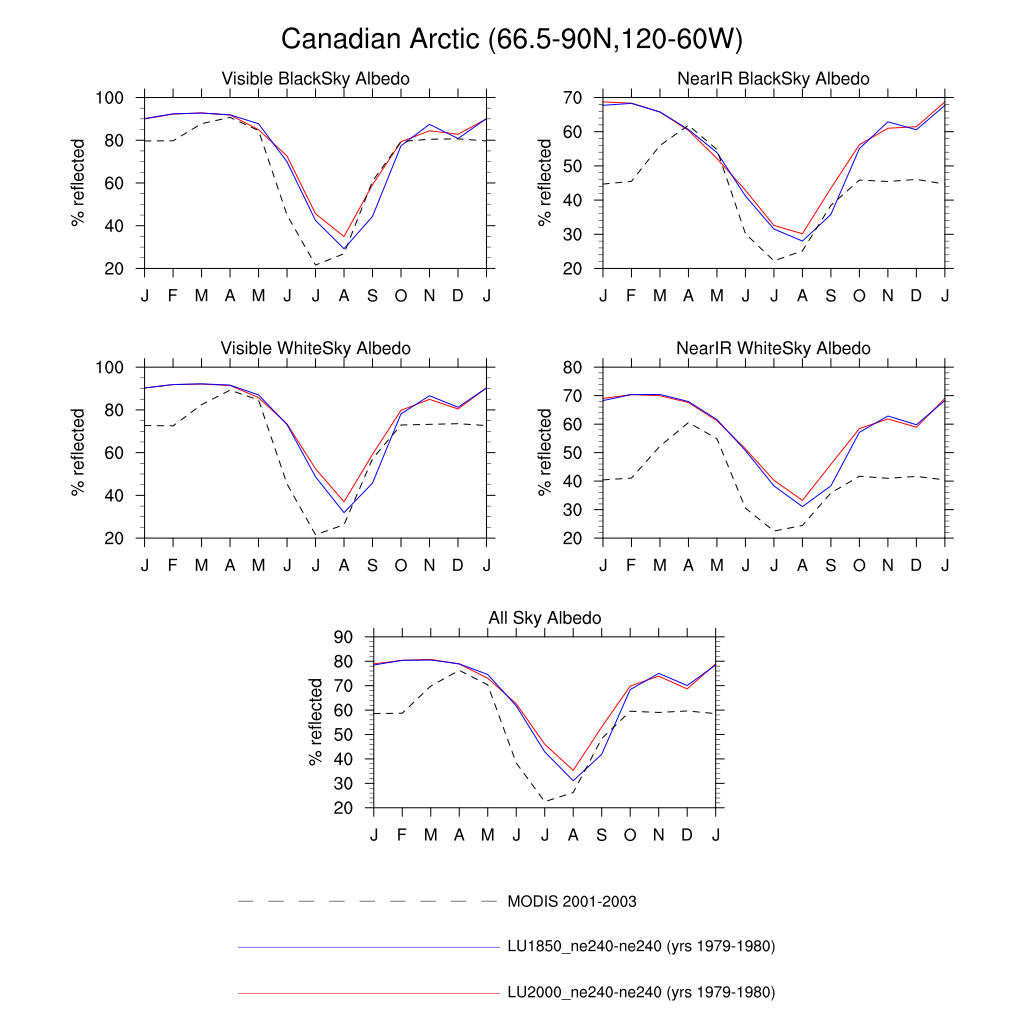 Canadian Arctic (66.5-90N,120-60W)
Visible BlackSky Albedo
% reflected
100
80
60
40
20
J F M A M J J A S O N D J
NearIR BlackSky Albedo
% reflected
70
60
50
40
30
20
J F M A M J J A S O N D J
Visible WhiteSky Albedo
% reflected
100
80
60
40
20
J F M A M J J A S O N D J
NearIR WhiteSky Albedo
% reflected
80
70
60
50
40
30
20
J F M A M J J A S O N D J
All Sky Albedo
% reflected
90
80
70
60
50
40
30
20
J F M A M J J A S O N D J
MODIS 2001-2003
LU1850_ne240-ne240 (yrs 1979-1980)
LU2000_ne240-ne240 (yrs 1979-1980)